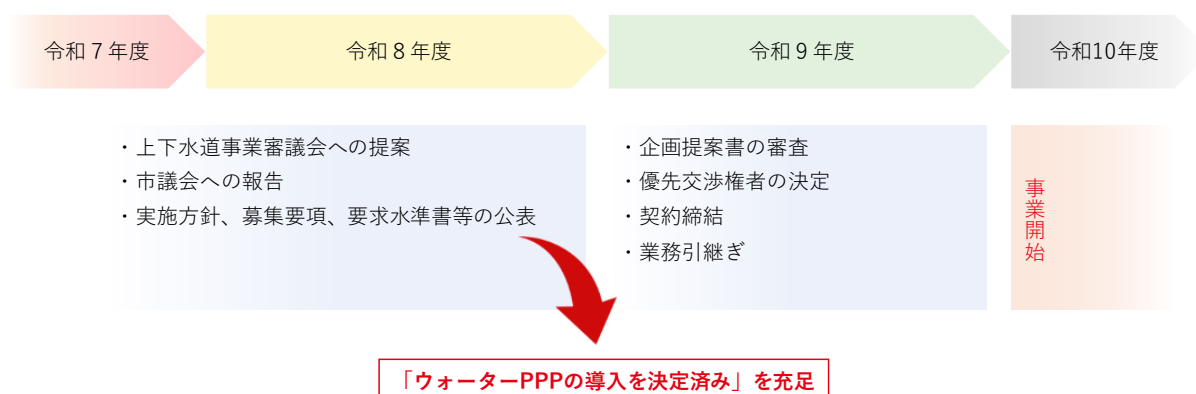 令和７年度
令和８年度
令和９年度
令和10年度
・上下水道事業審議会への提案
・市議会への報告
・実施方針、募集要項、要求水準書等の公表
・企画提案書の審査
・優先交渉権者の決定
・契約締結
・業務引継ぎ
事業開始
「ウォーターPPPの導入を決定済み」を充足